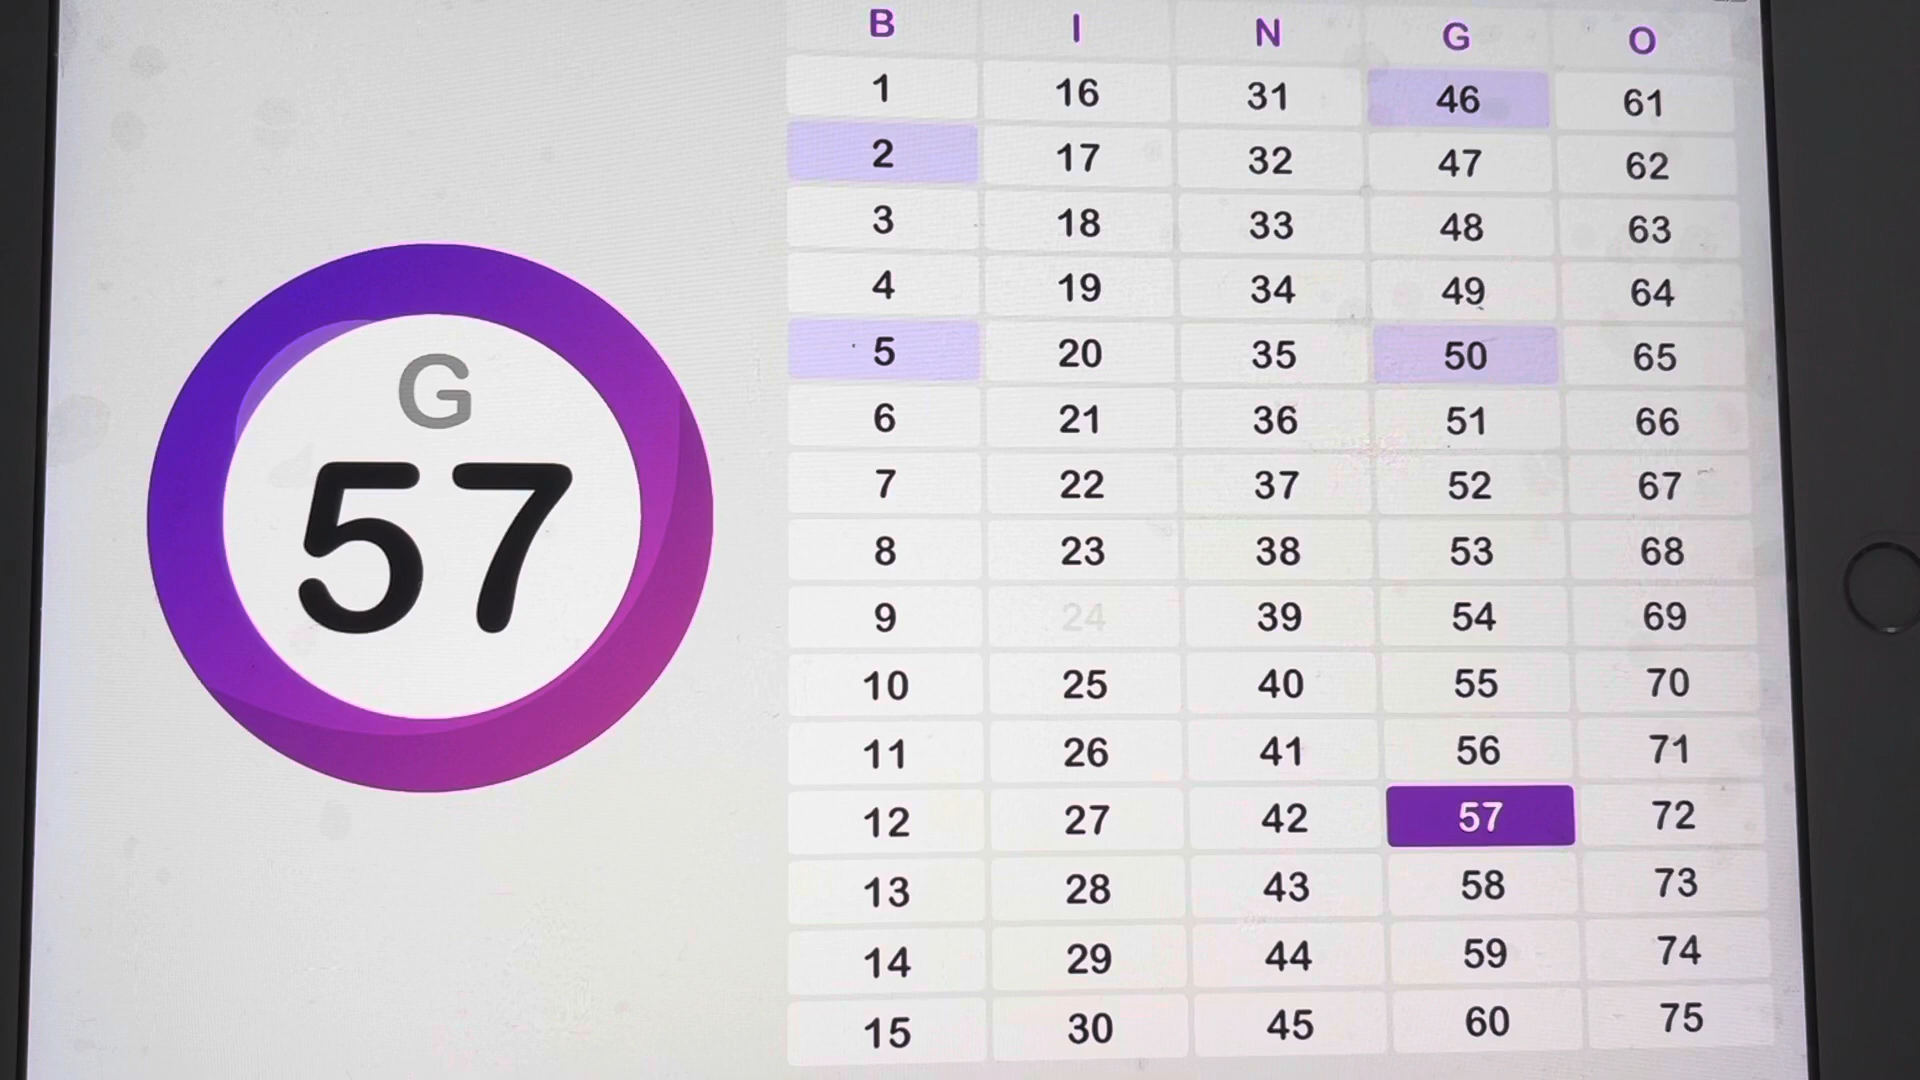 G
57
B I N G O
1 16 31 46 61
2 17 32 47 62
3 18 33 48 63
4 19 34 49 64
5 20 35 50 65
6 21 36 51 66
7 22 37 52 67
8 23 38 53 68
9 24 39 54 69
10 25 40 55 70
11 26 41 56 71
12 27 42 57 72
13 28 43 58 73
14 29 44 59 74
15 30 45 60 75